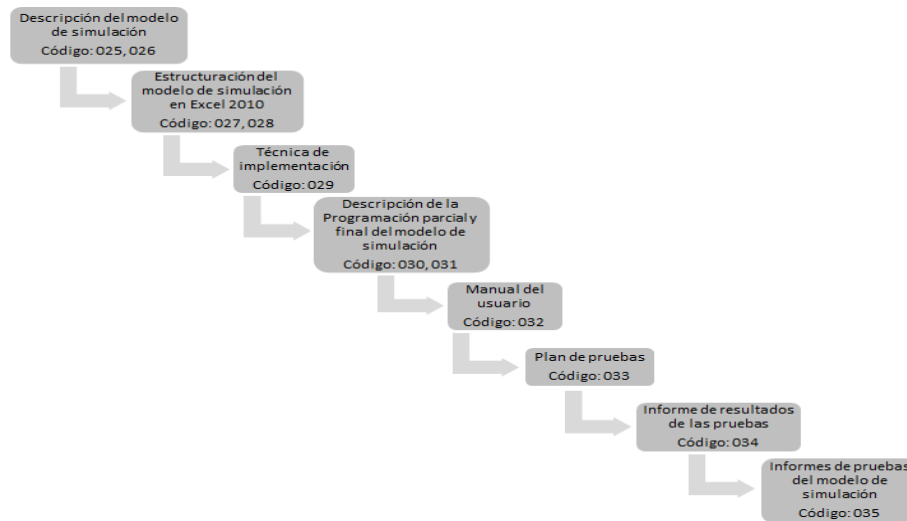 Descripción del modelo
de simulación
Código: 025, 026
Estructuración del
modelo de simulación
en Excel 2010
Código: 027, 028
Técnica de
implementación
Código: 029
Descripción de la
Programación parcial y
final del modelo de
simulación
Código: 030, 031
Manual del
usuario
Código: 032
Plan de pruebas
Código: 033
Informe de resultados
de las pruebas
Código: 034
Informes de pruebas
del modelo de
simulación
Código: 035